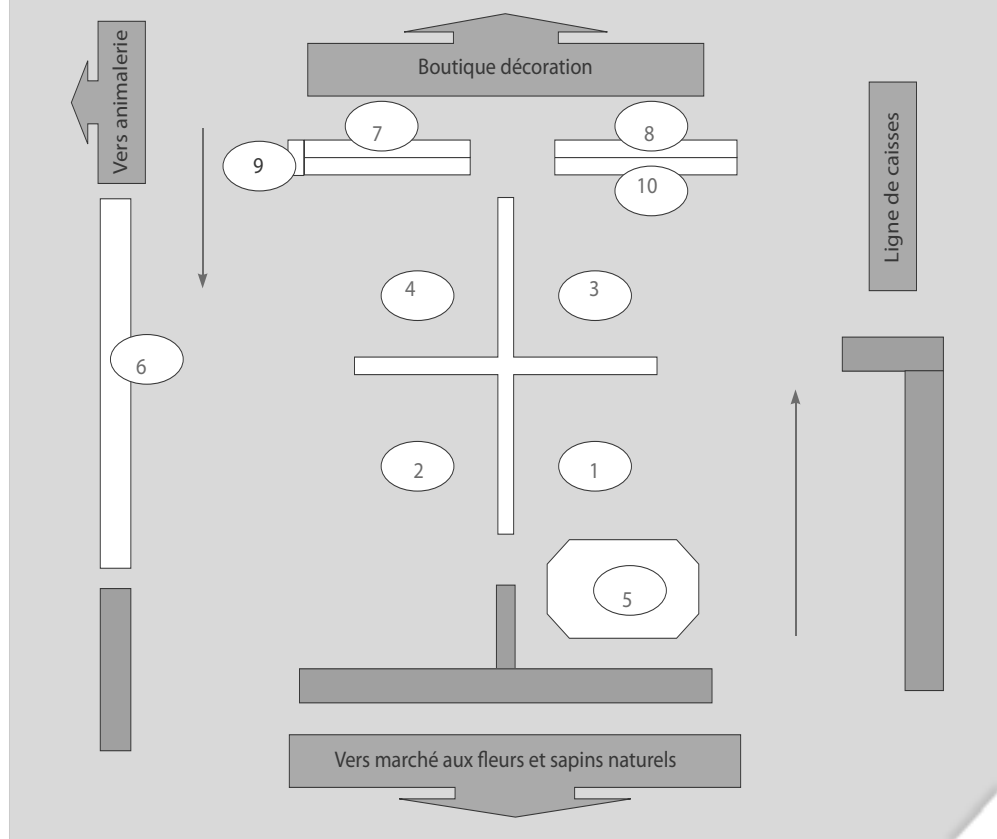 Vers animalerie
Boutique décoration
Ligne de caisses
7
8
9
10
4
3
6
2
1
5
Vers marché aux fleurs et sapins naturels